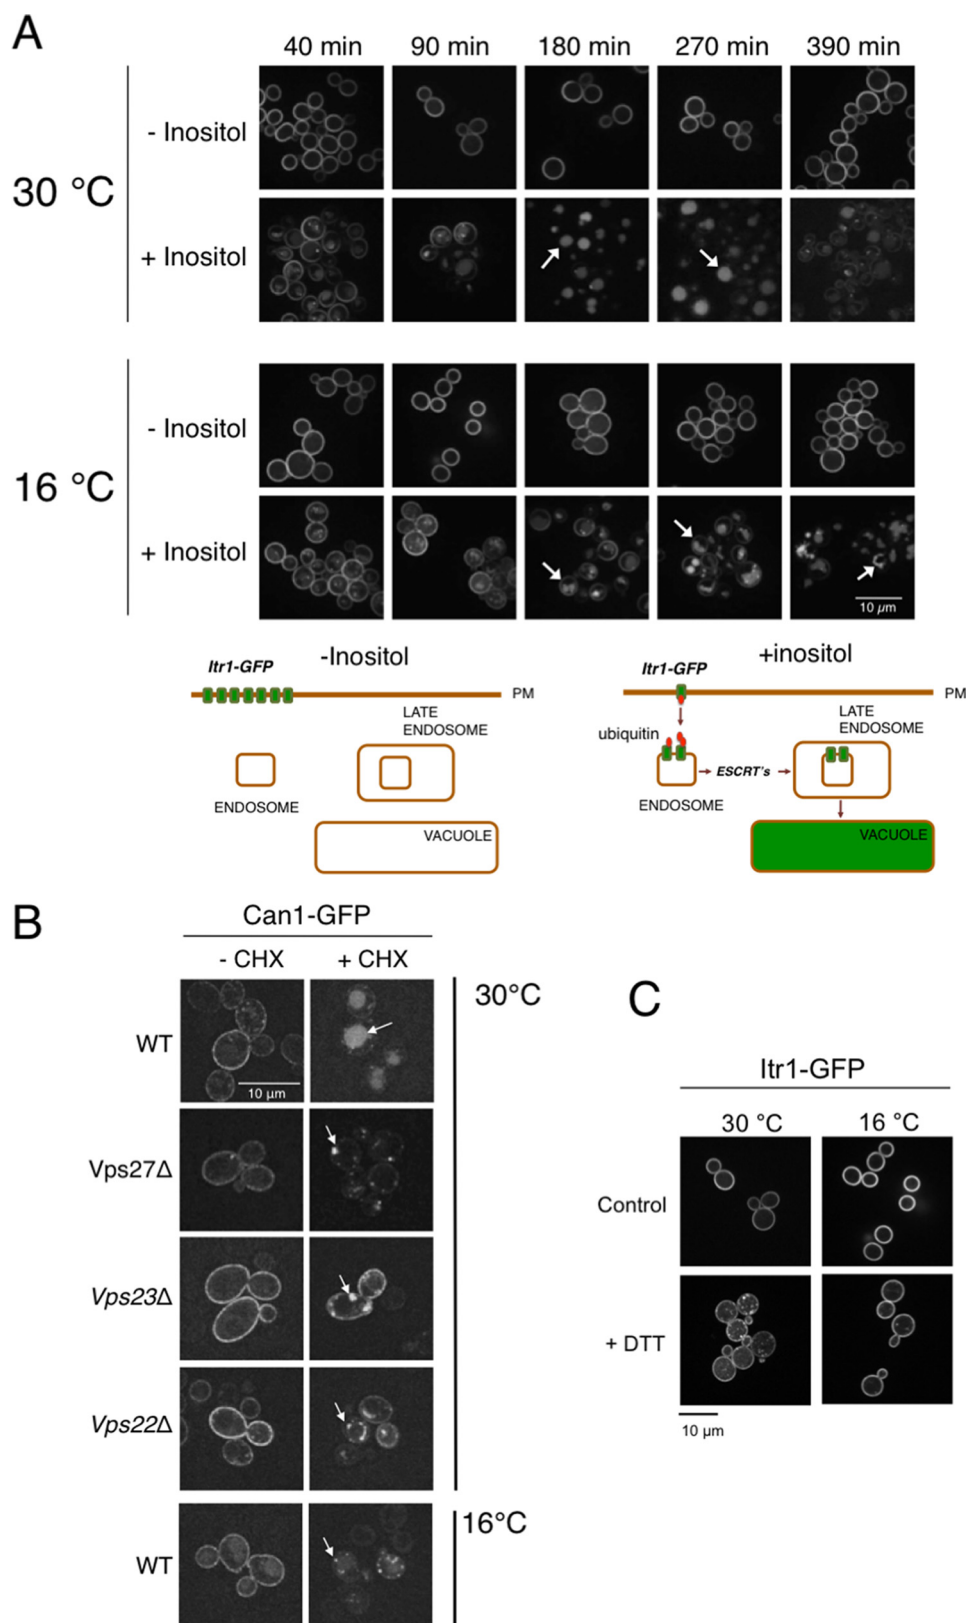 A
40 min 90 min 180 min 270 min 390 min
30 °C
- Inositol
+ Inositol
16 °C
- Inositol
+ Inositol
10 µm
Itr1-GFP -Inositol
PM
LATE
ENDOSOME
ENDOSOME
VACUOLE
Itr1-GFP +inositol
PM
ubiquitin
LATE
ENDOSOME
ESCRT's
ENDOSOME
VACUOLE
B
Can1-GFP
- CHX + CHX
30°C
WT
10 µm
Vps27Δ
Vps23Δ
Vps22Δ
16°C
WT
C
Itr1-GFP
30 °C 16 °C
Control
+ DTT
10 µm